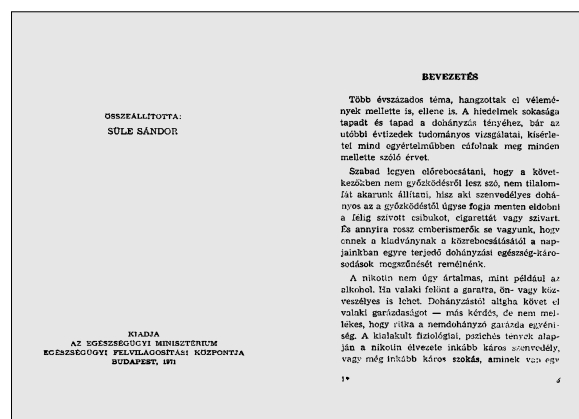 ÖSSZEÁLLÍTOTTA:
SÜLE SÁNDOR
KIADJA
AZ EGÉSZSÉGÜGYI MINISZTÉRIUM
EGÉSZSÉGÜGYI FELVILÁGOSÍTÁSI KÖZPONTJA
BUDAPEST, 1971
BEVEZETÉS
Több évszázados téma, hangzottak el vélemé-
nyek mellette is, ellene is. A hiedelmek sokasága
tapadt és tapad a dohányzás tényéhez, bár az
utóbbi évtizedek tudományos vizsgálatai, kísérle-
tei mind egyértelműbben cáfolnak meg minden
mellette szóló érvet.
Szabad legyen előrebocsátani, hogy a követ-
kezőkben nem győzködésről lesz szó, nem tilalom-
fát akarunk állítani, hisz aki szenvedélyes dohá-
nyos az a győzködéstől úgyse fogja menten eldobni
a félig szívott csibukot, cigarettát vagy szivart.
És annyira rossz emberismerők se vagyunk, hogy
ennek a kiadványnak a közrebocsátásától a nap-
jainkban egyre terjedő dohányzási egészség-káro-
sodások megszűnését remélnénk.
A nikotin nem úgy ártalmas, mint például az
alkohol. Ha valaki felönt a garatra, ön- vagy köz-
veszélyes is lehet. Dohányzástól aligha követ el
valaki garázdaságot — más kérdés, de nem mel-
lékes, hogy ritka a nemdohányzó garázda egyéni-
ség. A kialakult fiziológiai, pszichés tények alap-
ján a nikotin élvezete inkább káros szenvedély,
vagy még inkább káros szokás, aminek van egy
1*